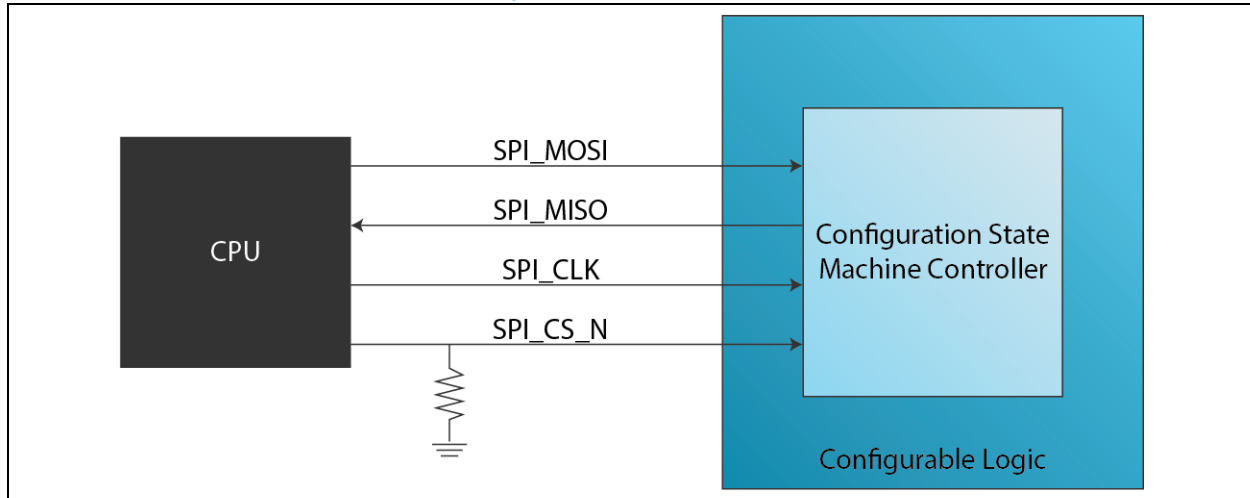 SPI_MOSI
SPI_MISO
CPU
SPI_CLK
SPI_CS_N
Configuration State
Machine Controller
Configurable Logic